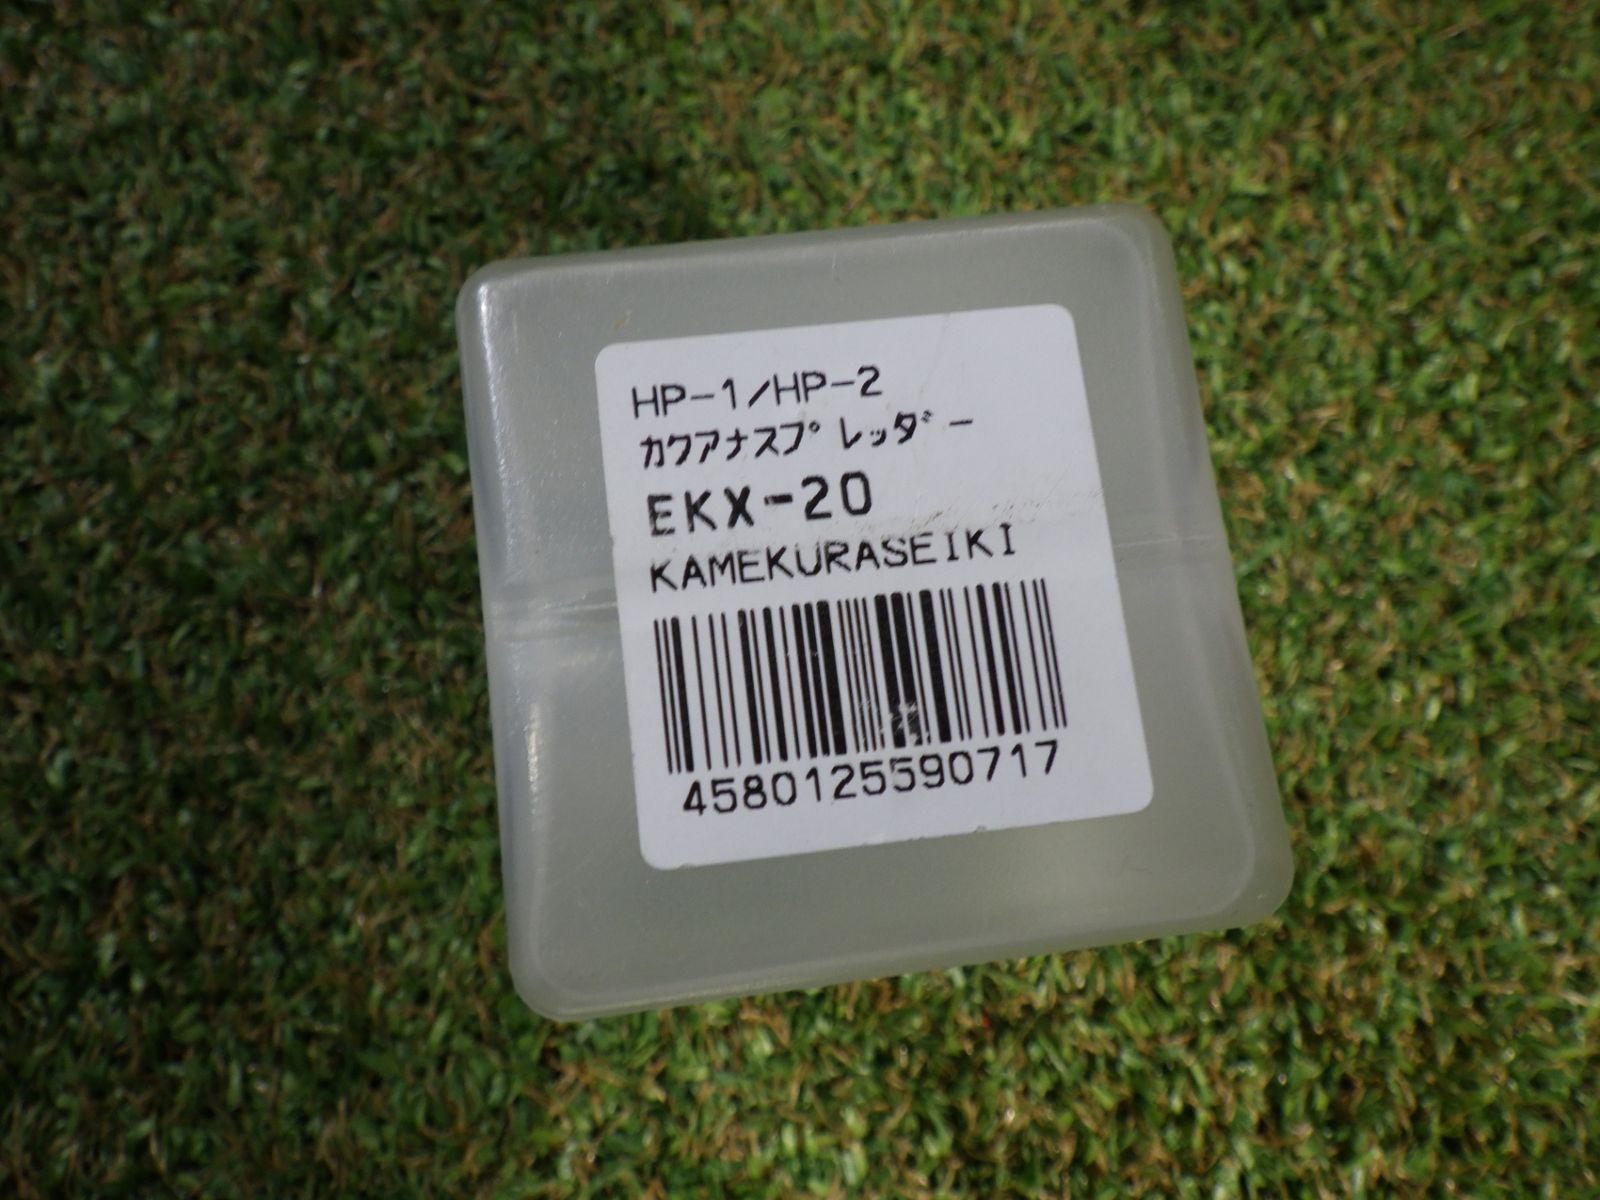 HP-1/HP-2
ｶｸｱﾅｽﾌﾟﾚｯﾀﾞｰ
EKX-20
KAMEKURASEIKI
4580125590717